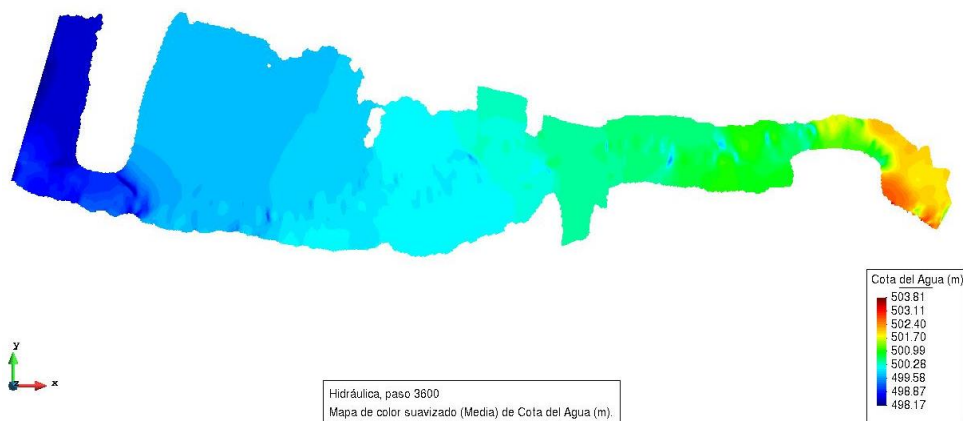 Cota del Agua (m)
503.81
503.11
502.40
501.70
500.99
500.28
499.58
498.87
498.17
y
x
Hidráulica, paso 3600
Mapa de color suavizado (Media) de Cota del Agua (m).